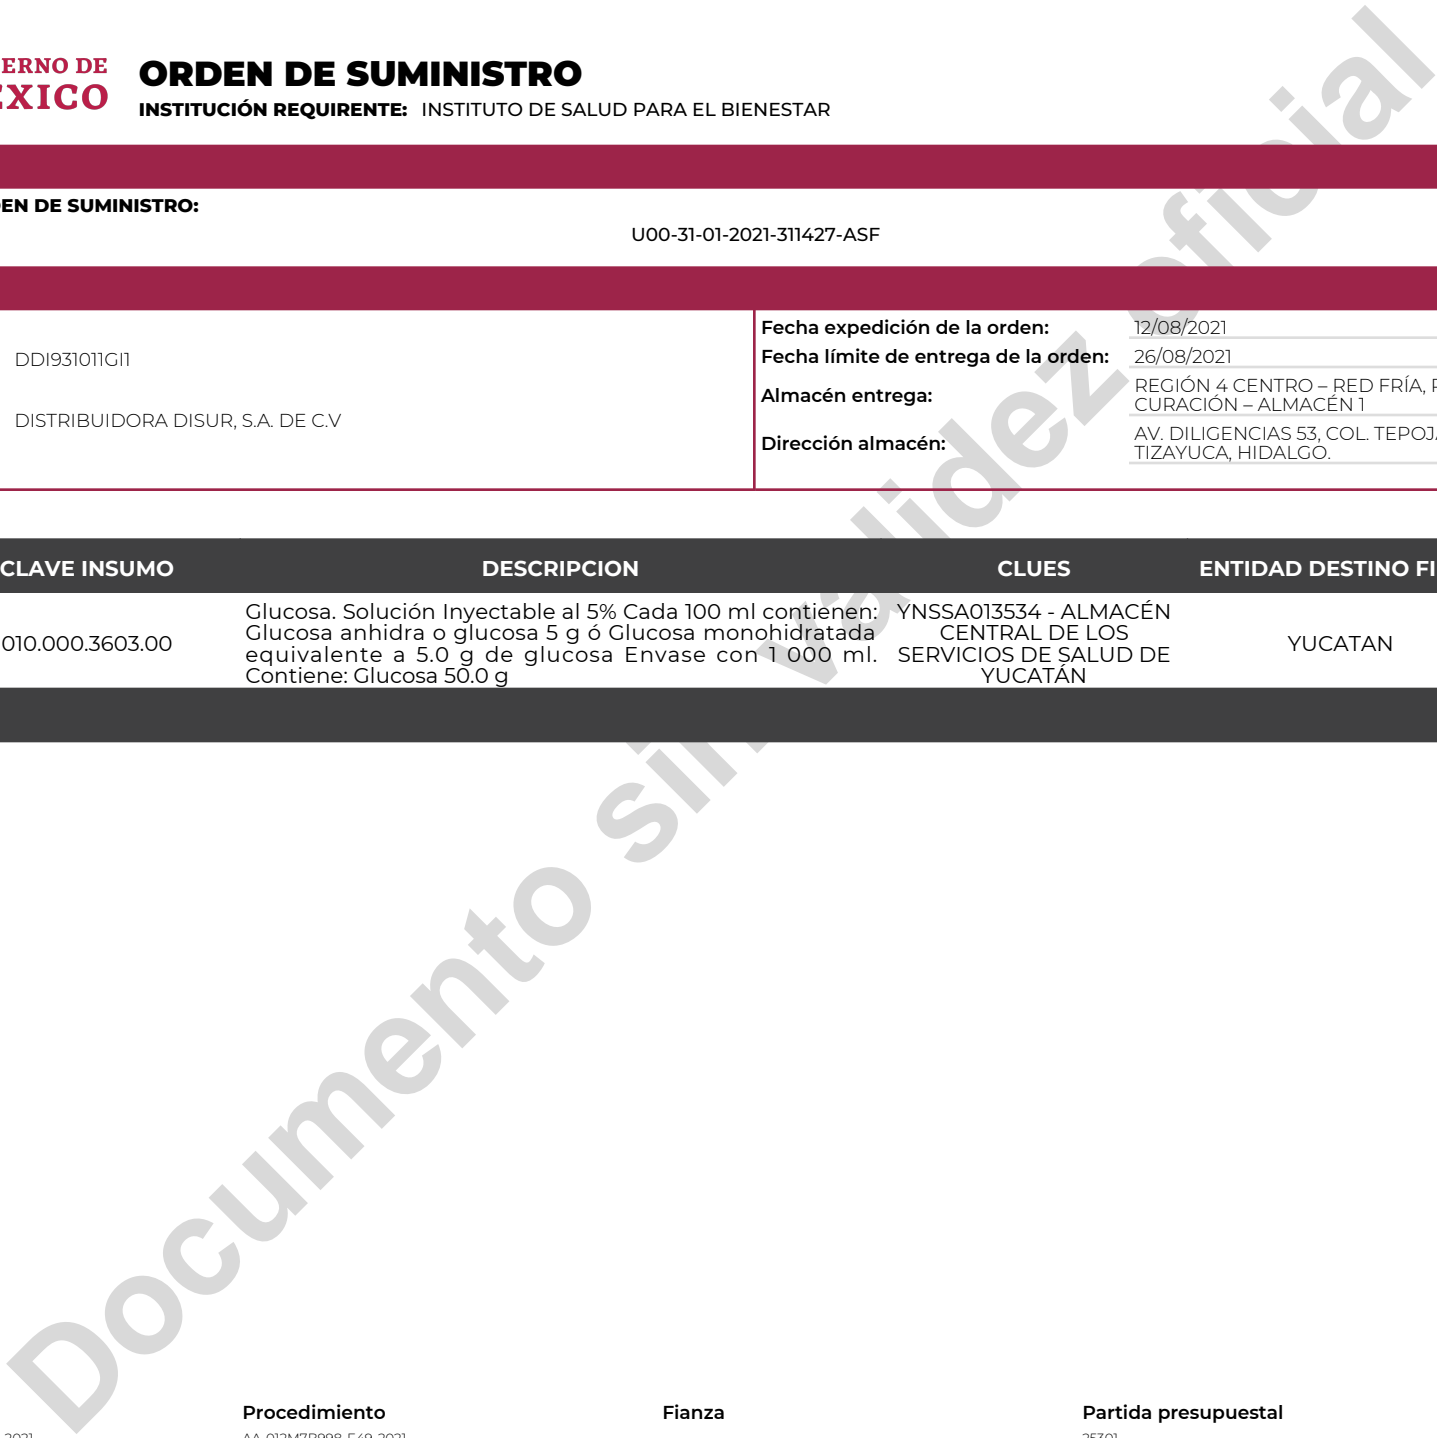 ERNO DE
ORDEN DE SUMINISTRO
INSTITUCIÓN REQUIRENTE: INSTITUTO DE SALUD PARA EL BIENESTAR
EN DE SUMINISTRO:
U00-31-01-2021-311427-ASF
DDI931011GI1
DISTRIBUIDORA DISUR, S.A. DE C.V
Fecha expedición de la orden: 12/08/2021
Fecha límite de entrega de la orden: 26/08/2021
Almacén entrega: REGIÓN 4 CENTRO – RED FRÍA,
CURACIÓN – ALMACÉN 1
Dirección almacén: AV. DILIGENCIAS 53, COL.
TIZAYUCA, HIDALGO.
CLAVE INSUMO DESCRIPCION CLUES ENTIDAD DESTINO
010.000.3603.00
Glucosa. Solución Inyectable al 5% Cada 100 ml contienen:
Glucosa anhidra o glucosa 5 g ó Glucosa monohidratada
equivalente a 5.0 g de glucosa Envase con 1 000 ml.
Contiene: Glucosa 50.0 g
YNSSA013534 - ALMACÉN
CENTRAL DE LOS
SERVICIOS DE SALUD DE
YUCATÁN
YUCATAN
Documento sin validez oficial
Procedimiento Fianza Partida presupuestal